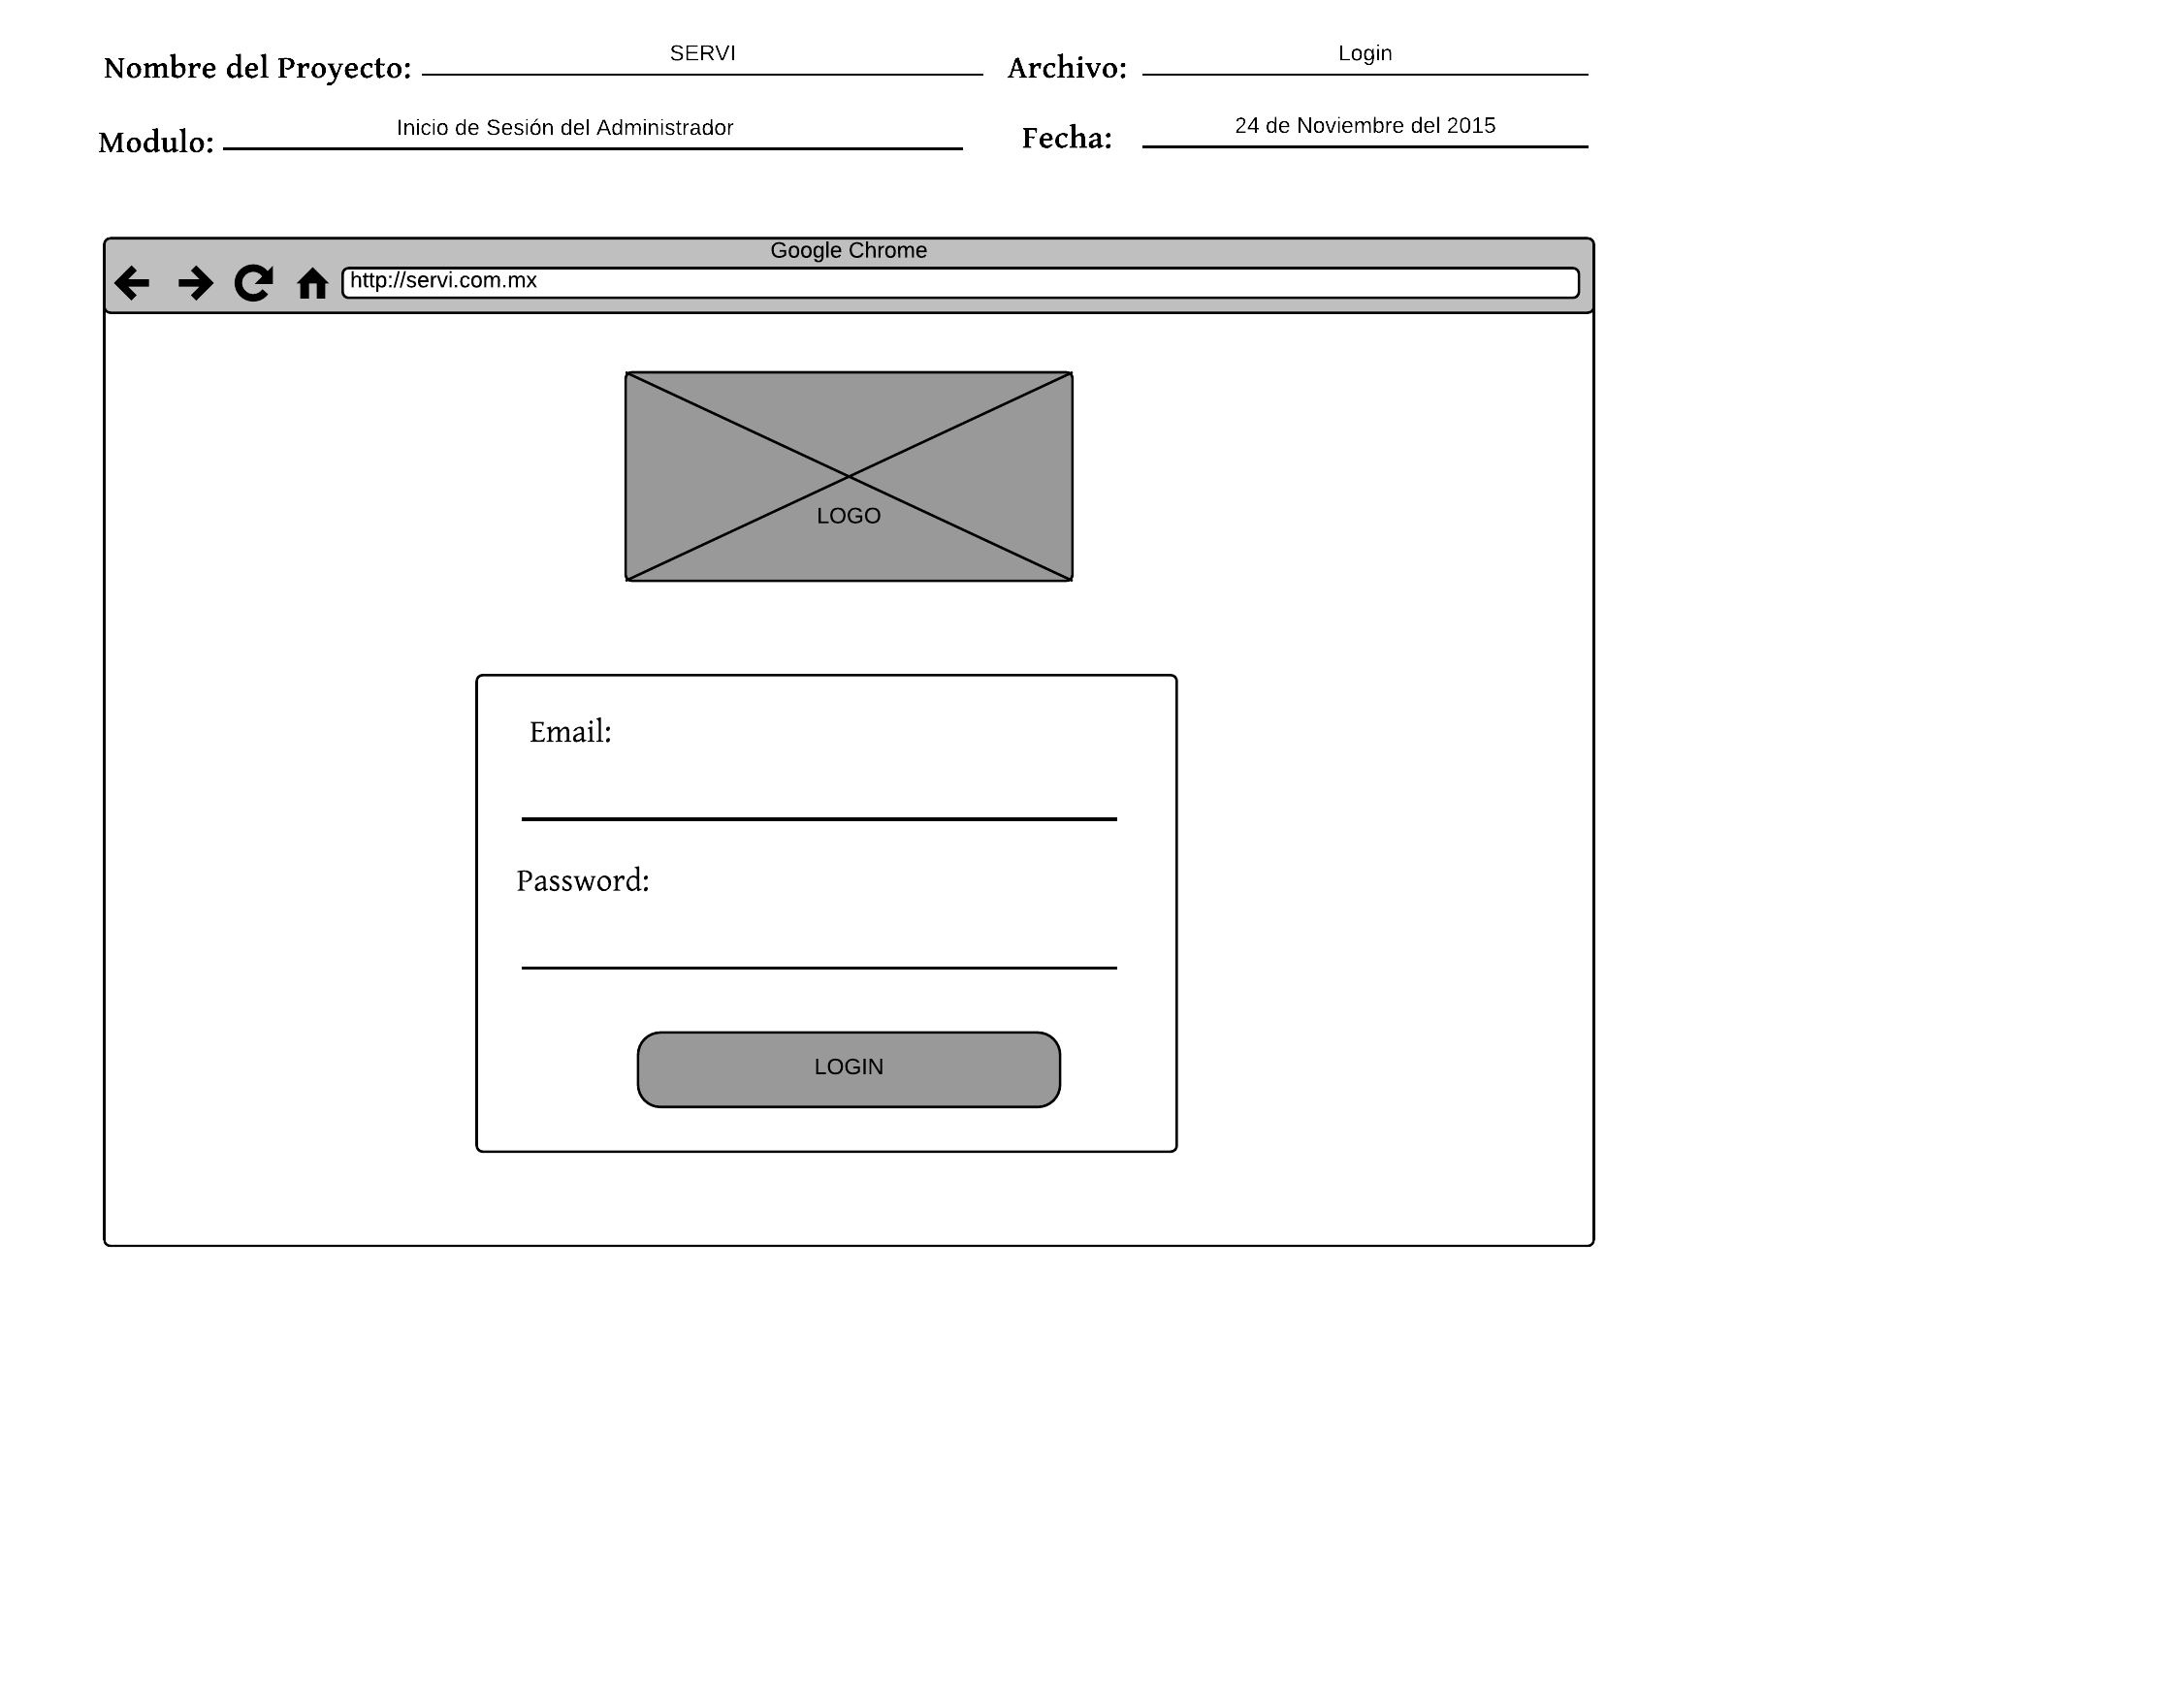 Nombre del Proyecto: SERVI Archivo: Login
Modulo: Inicio de Sesión del Administrador Fecha: 24 de Noviembre del 2015
Google Chrome
http://servi.com.mx
LOGO
Email:
Password:
LOGIN